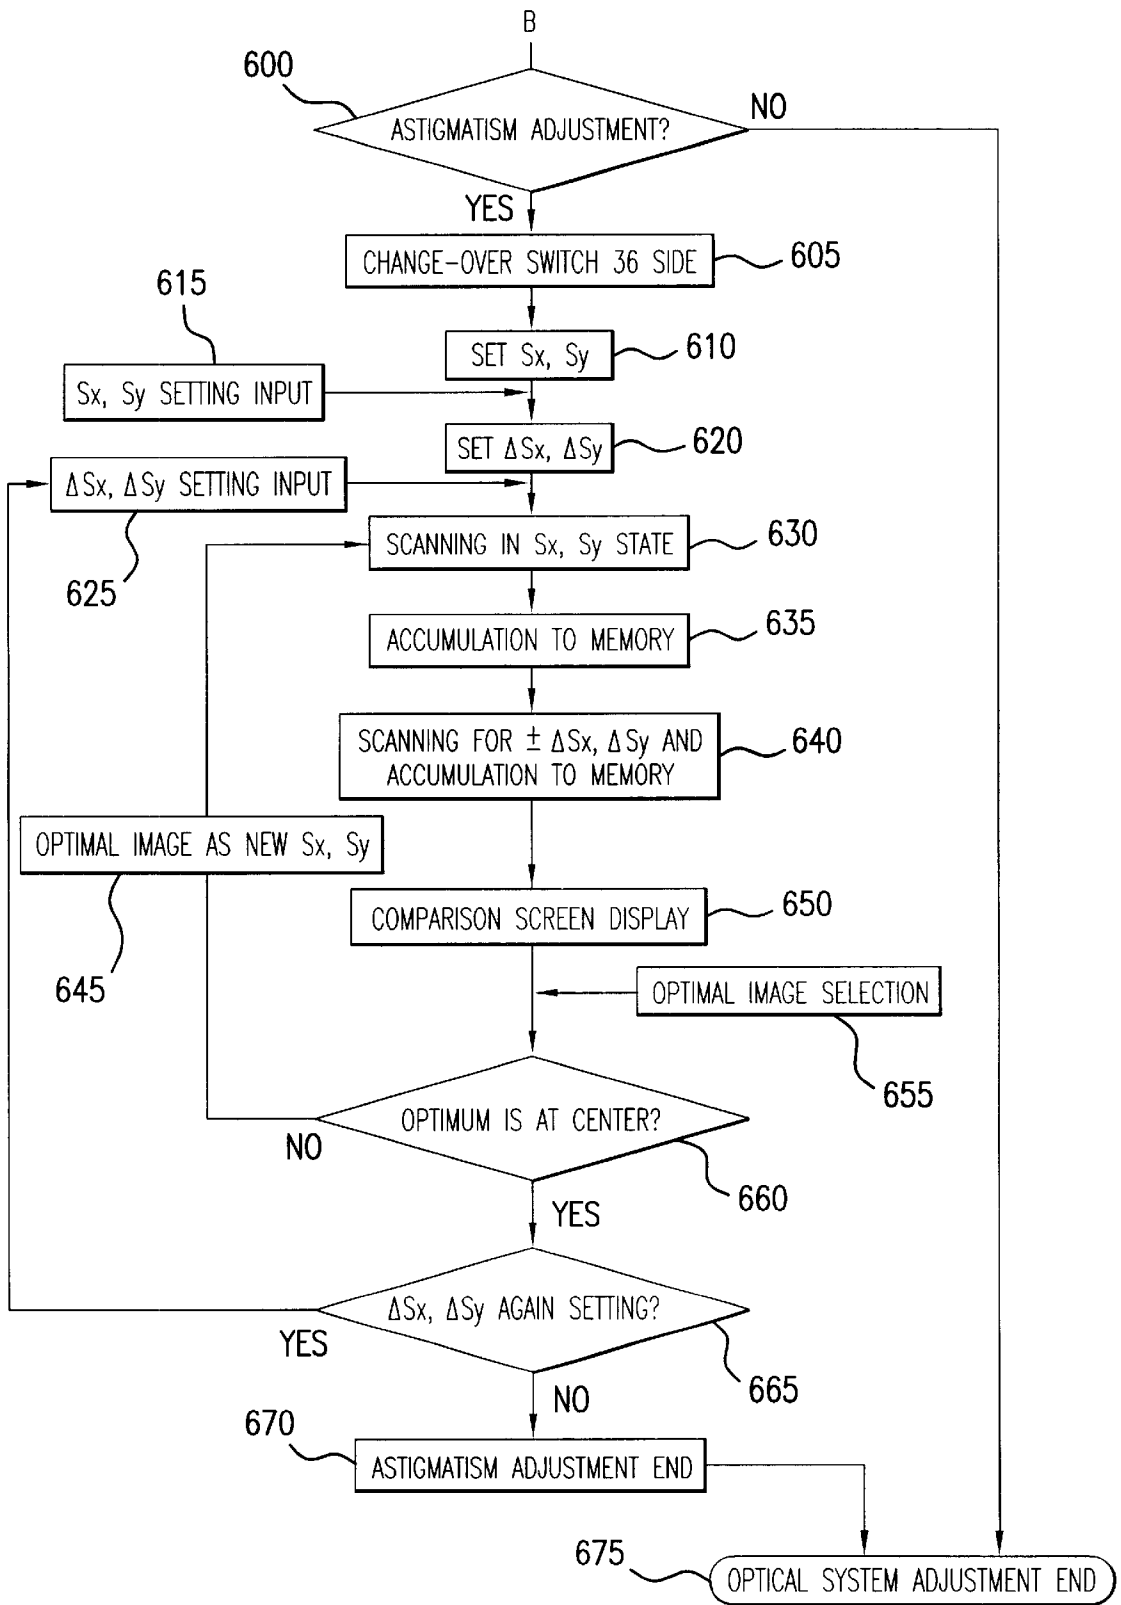 B
600
ASTIGMATISM ADJUSTMENT?
NO
YES
CHANGE-OVER SWITCH 36 SIDE
605
615
SET Sx, Sy
610
Sx, Sy SETTING INPUT
SET ΔSx, ΔSy
620
ΔSx, ΔSy SETTING INPUT
625
SCANNING IN Sx, Sy STATE
630
ACCUMULATION TO MEMORY
635
SCANNING FOR ± ΔSx, ΔSy AND
ACCUMULATION TO MEMORY
640
OPTIMAL IMAGE AS NEW Sx, Sy
645
COMPARISON SCREEN DISPLAY
650
OPTIMAL IMAGE SELECTION
655
OPTIMUM IS AT CENTER?
NO
660
YES
ΔSx, ΔSy AGAIN SETTING?
YES
665
NO
670
ASTIGMATISM ADJUSTMENT END
675
OPTICAL SYSTEM ADJUSTMENT END